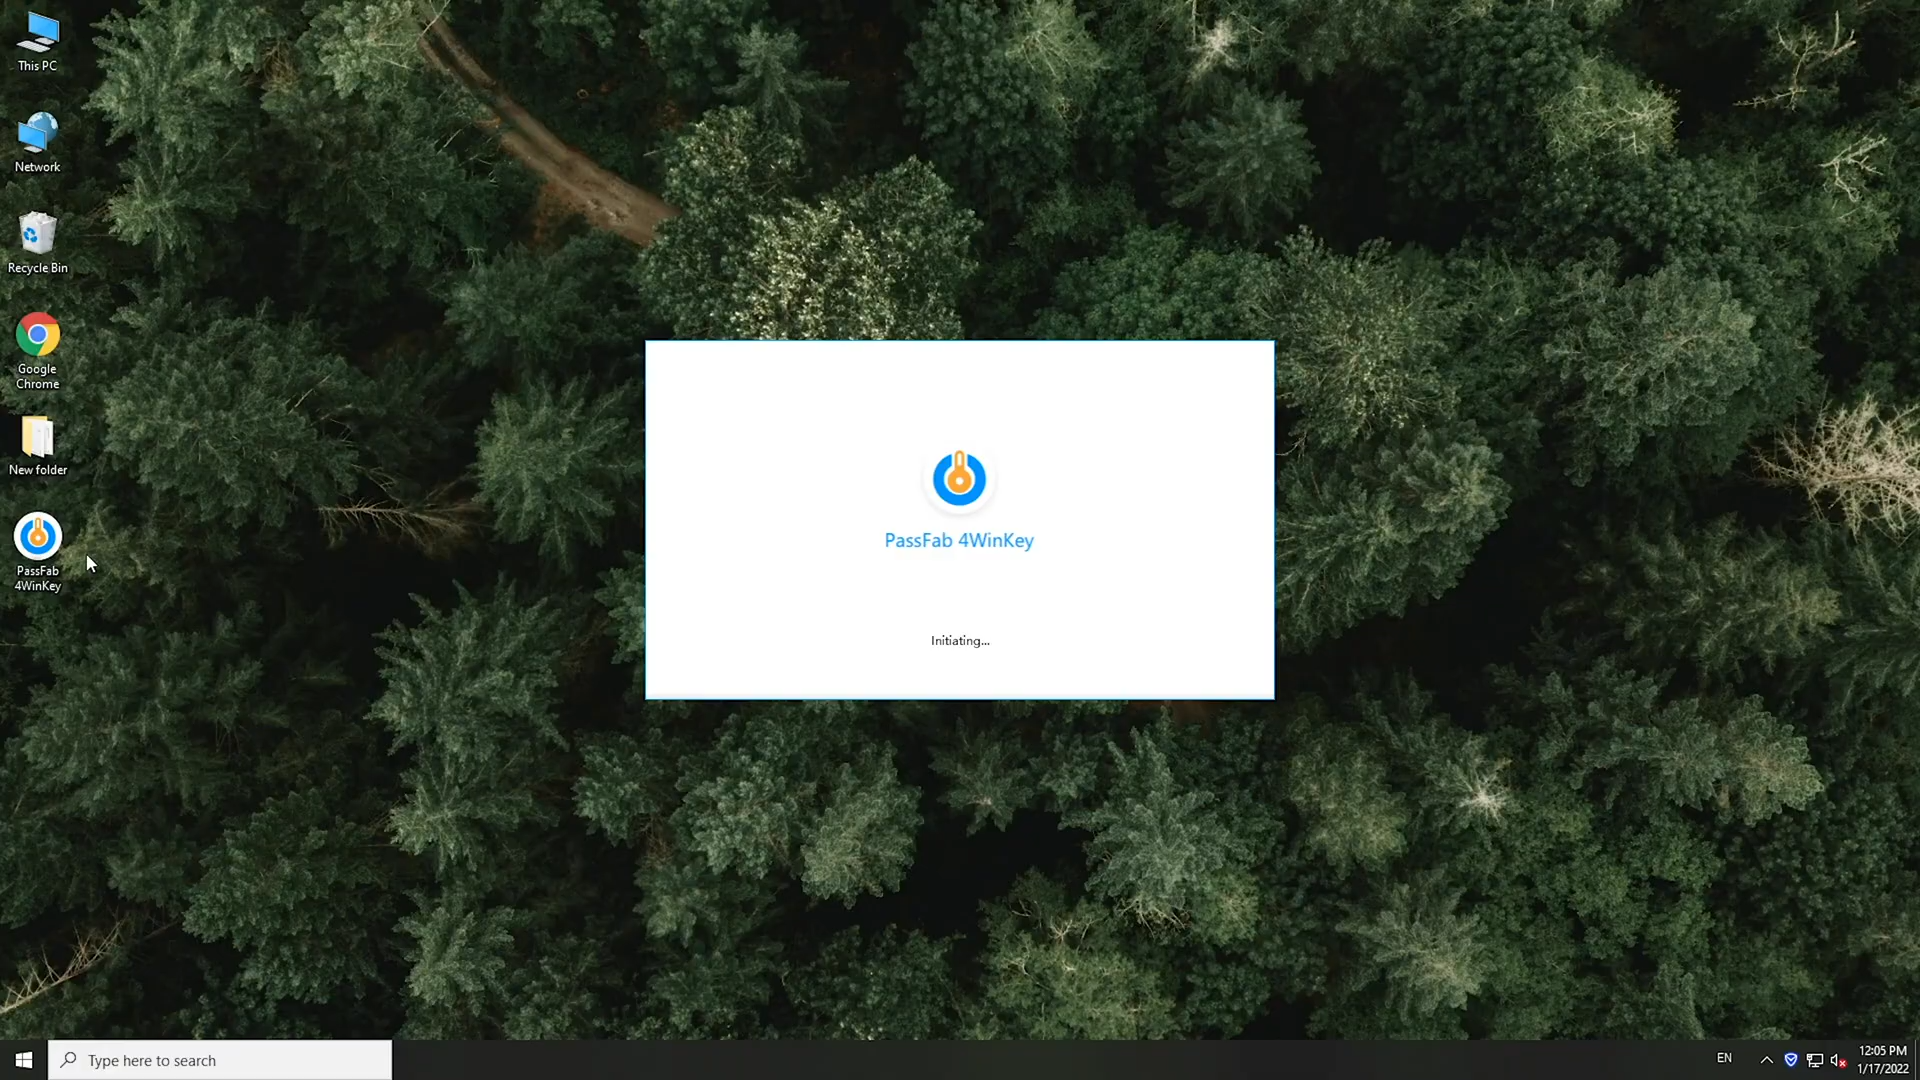 This PC
Network
Recycle Bin
Google
Chrome
New folder
PassFab
4WinKey
PassFab 4WinKey
Initiating...
Type here to search
EN
12:05 PM
1/17/2022